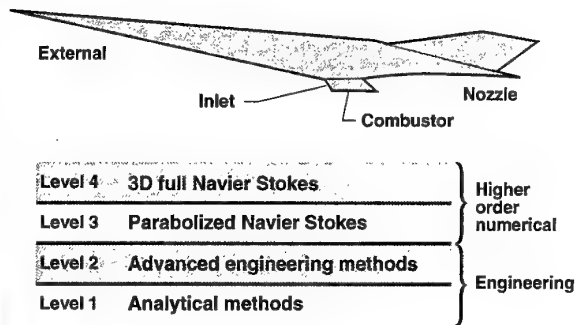 External
Inlet
Nozzle
Combustor
Level 4 3D full Navier Stokes
Level 3 Parabolized Navier Stokes
Higher
order
numerical
Level 2 Advanced engineering methods
Level 1 Analytical methods
Engineering